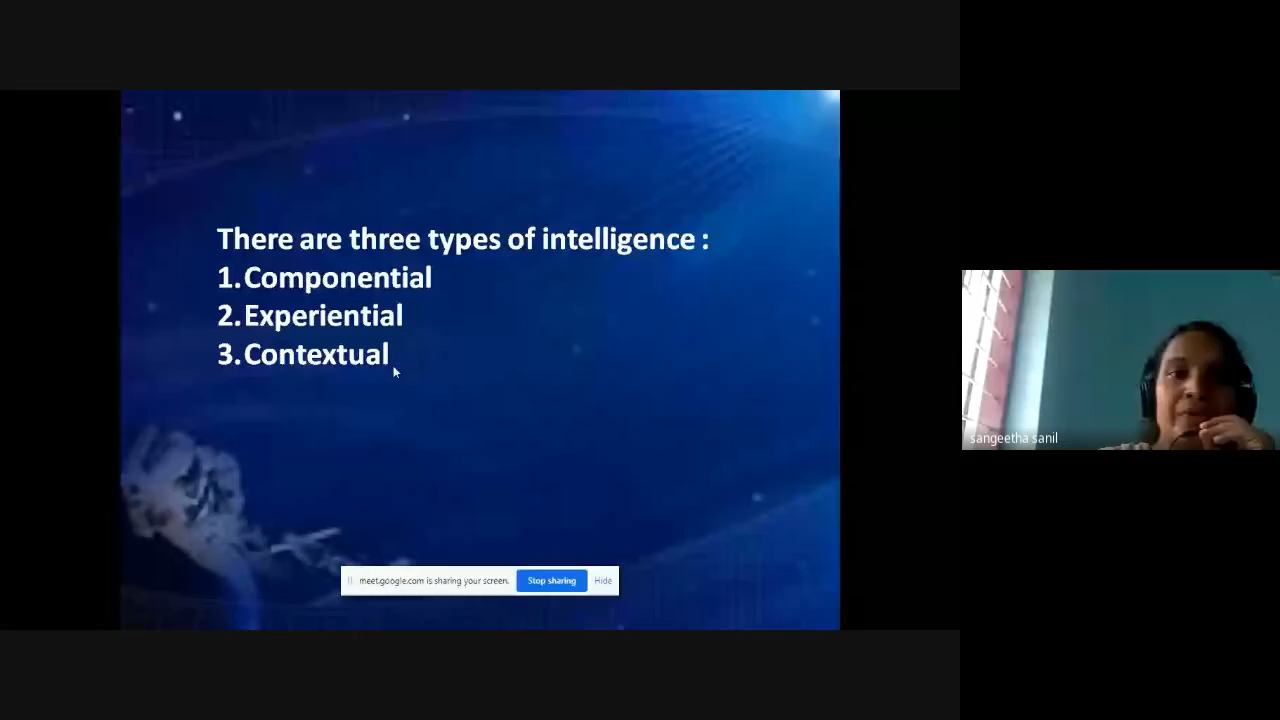 There are three types of intelligence :
1.Componential
2.Experiential
3.Contextual
meet.google.com is sharing your screen. Stop sharing Hide
sangeetha sanil